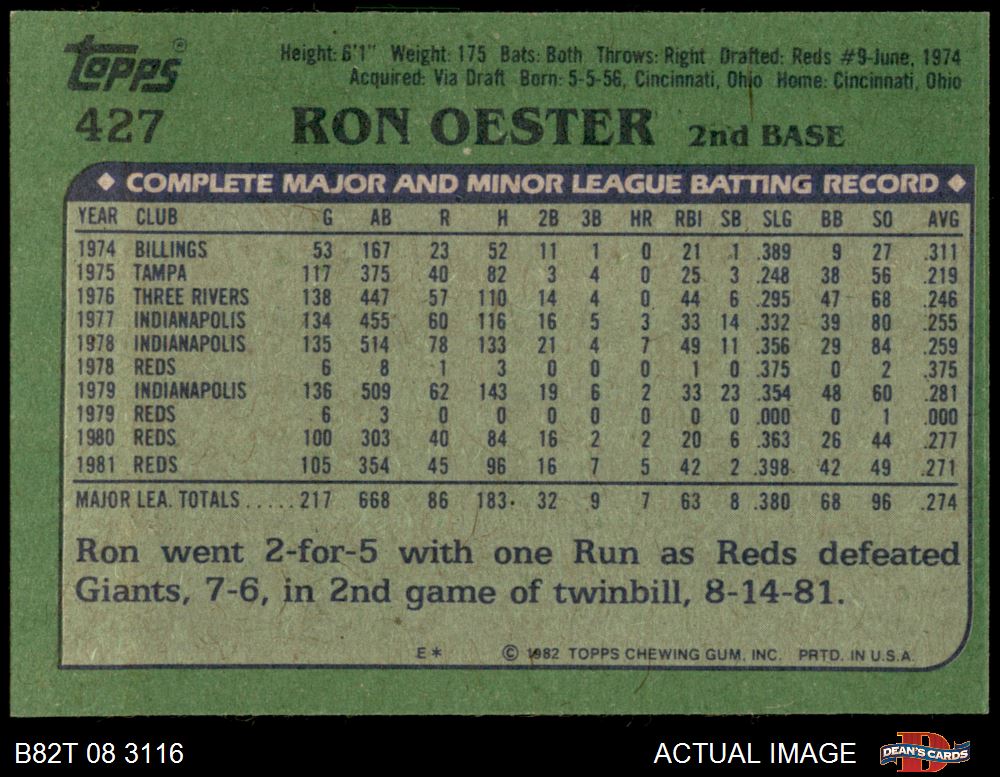 Topps®
Height: 6'1" Weight: 175 Bats: Both Throws: Right Drafted: Reds #9-June, 1974
Acquired: Via Draft Born: 5-5-56, Cincinnati, Ohio Home: Cincinnati, Ohio
427 RON OESTER 2nd BASE
◆ COMPLETE MAJOR AND MINOR LEAGUE BATTING RECORD ◆
YEAR CLUB G AB R H 2B 3B HR RBI SB SLG BB SO AVG
1974 BILLINGS 53 167 23 52 11 1 0 21 1 .389 9 27 .311
1975 TAMPA 117 375 40 82 3 4 0 25 3 .248 38 56 .219
1976 THREE RIVERS 138 447 57 110 14 4 0 44 6 .295 47 68 .246
1977 INDIANAPOLIS 134 455 60 116 16 5 3 33 14 .332 39 80 .255
1978 INDIANAPOLIS 135 514 78 133 21 4 7 49 11 .356 29 84 .259
1978 REDS 6 8 1 3 0 0 0 1 0 .375 0 2 .375
1979 INDIANAPOLIS 136 509 62 143 19 6 2 33 23 .354 48 60 .281
1979 REDS 6 3 0 0 0 0 0 0 0 .000 0 1 .000
1980 REDS 100 303 40 84 16 2 2 20 6 .363 26 44 .277
1981 REDS 105 354 45 96 16 7 5 42 2 .398 42 49 .271
MAJOR LEA. TOTALS ..... 217 668 86 183 32 9 7 63 8 .380 68 96 .274
Ron went 2-for-5 with one Run as Reds defeated
Giants, 7-6, in 2nd game of twinbill, 8-14-81.
E* © 1982 TOPPS CHEWING GUM, INC. PRTD. IN U.S.A.
B82T 08 3116 ACTUAL IMAGE DEAN'S CARDS